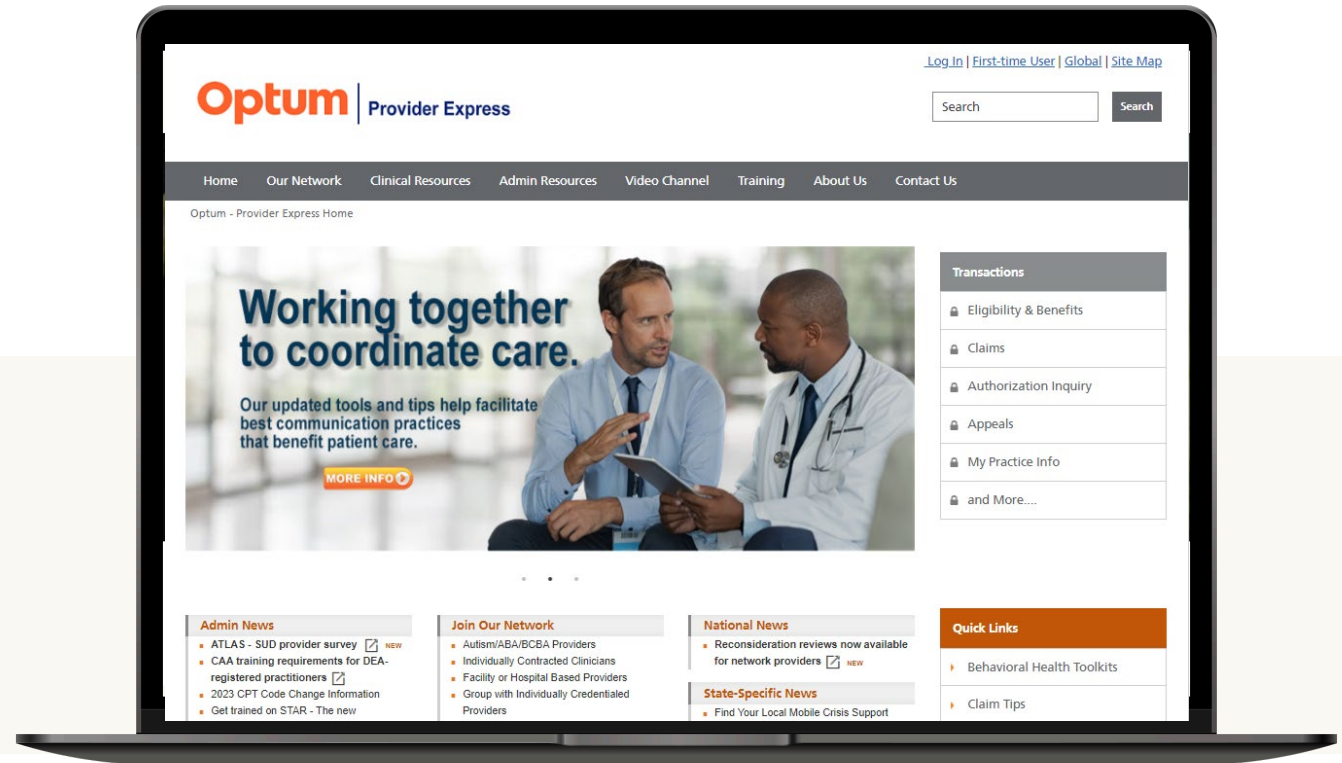 Log In | First-time User | Global | Site Map
Optum | Provider Express
Search
Search
Home Our Network Clinical Resources Admin Resources Video Channel Training About Us Contact Us
Optum - Provider Express Home
Working together
to coordinate care.
Our updated tools and tips help facilitate
best communication practices
that benefit patient care.
MORE INFO
Transactions
Eligibility & Benefits
Claims
Authorization Inquiry
Appeals
My Practice Info
and More....
Admin News
ATLAS - SUD provider survey NEW
CAA training requirements for DEA-
registered practitioners
2023 CPT Code Change Information
Get trained on STAR - The new
Join Our Network
Autism/ABA/BCBA Providers
Individually Contracted Clinicians
Facility or Hospital Based Providers
Group with Individually Credentialed
Providers
National News
Reconsideration reviews now available
for network providers NEW
State-Specific News
Find Your Local Mobile Crisis Support
Quick Links
Behavioral Health Toolkits
Claim Tips